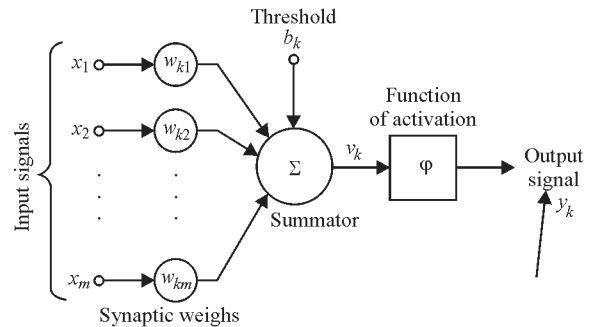 Threshold
b_k
Input signals
x_1
w_k1
x_2
w_k2
x_m
w_km
Synaptic weighs
Σ
Summator
v_k
Function
of activation
φ
Output
signal
y_k